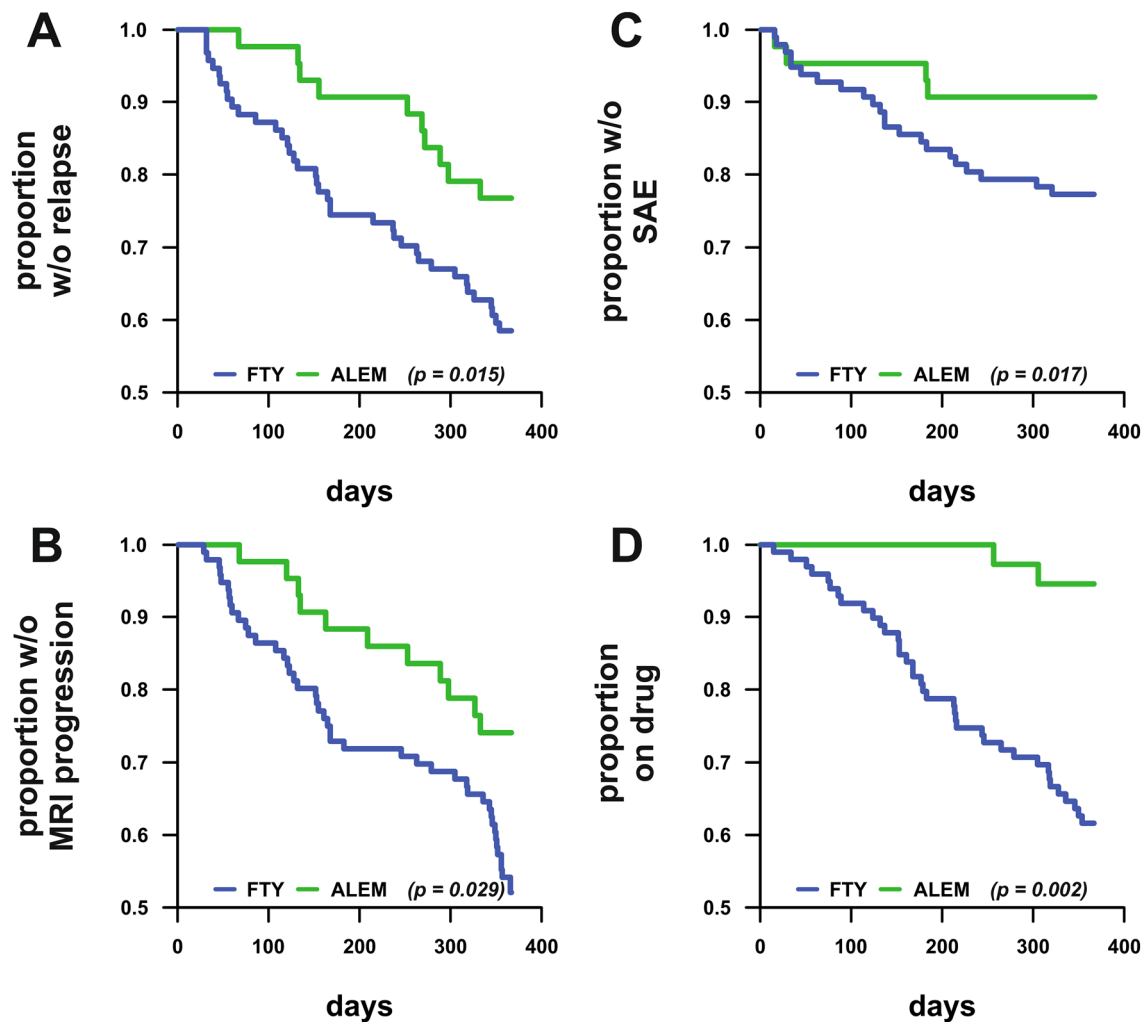 A
proportion
w/o relapse
1.0
0.9
0.8
0.7
0.6
0.5
FTY ALEM (p = 0.015)
0 100 200 300 400
days
C
proportion w/o
SAE
1.0
0.9
0.8
0.7
0.6
0.5
FTY ALEM (p = 0.017)
0 100 200 300 400
days
B
proportion w/o
MRI progression
1.0
0.9
0.8
0.7
0.6
0.5
FTY ALEM (p = 0.029)
0 100 200 300 400
days
D
proportion
on drug
1.0
0.9
0.8
0.7
0.6
0.5
FTY ALEM (p = 0.002)
0 100 200 300 400
days